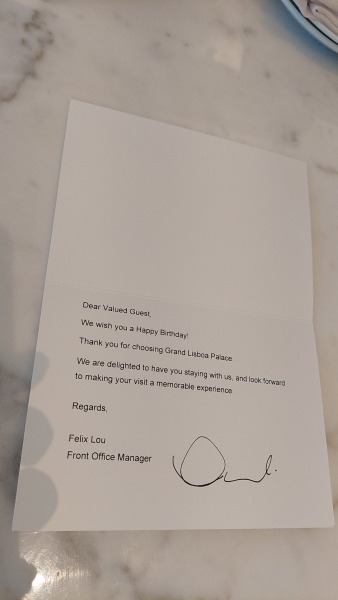 Dear Valued Guest,
We wish you a Happy Birthday!
Thank you for choosing Grand Lisboa Palace
We are delighted to have you staying with us, and look forward
to making your visit a memorable experience
Regards,
Felix Lou
Front Office Manager